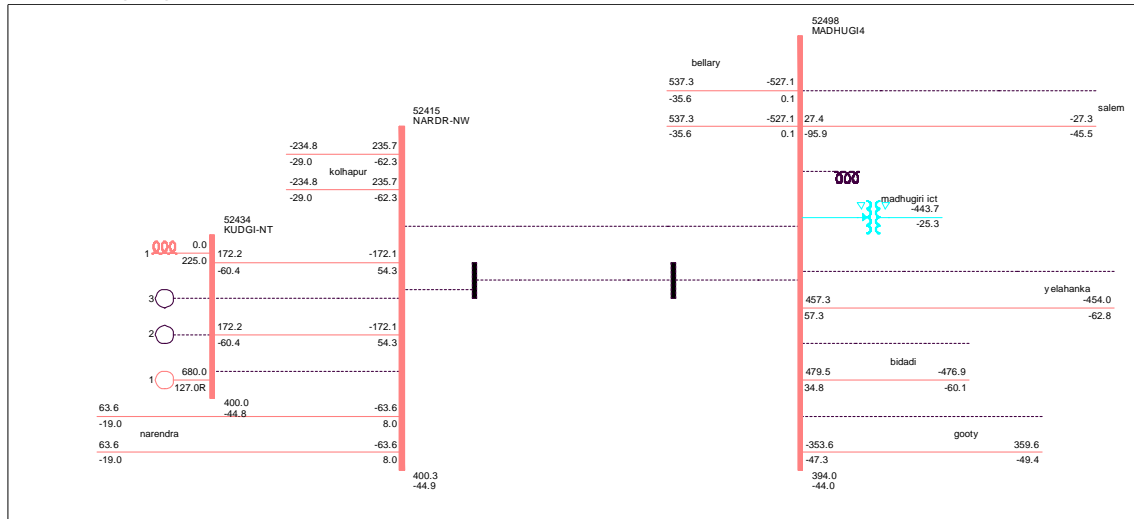 52498
MADHUGI4
bellary
537.3 -527.1
-35.6 0.1
salem
537.3 -527.1 27.4 -27.3
-35.6 0.1 -95.9 -45.5
52415
NARDR-NW
-234.8 235.7
-29.0 -62.3
kolhapur
-234.8 235.7
-29.0 -62.3
madhugiri ict
-443.7
-25.3
52434
KUDGI-NT
1 0.0
225.0
172.2 -172.1
-60.4 54.3
3
yelahanka
457.3 -454.0
57.3 -62.8
2
172.2 -172.1
-60.4 54.3
bidadi
1 680.0
127.0R
479.5 -476.9
34.8 -60.1
400.0
-44.8
63.6 -63.6
-19.0 8.0
narendra
63.6 -63.6
-19.0 8.0
gooty
-353.6 359.6
-47.3 -49.4
400.3
-44.9
394.0
-44.0